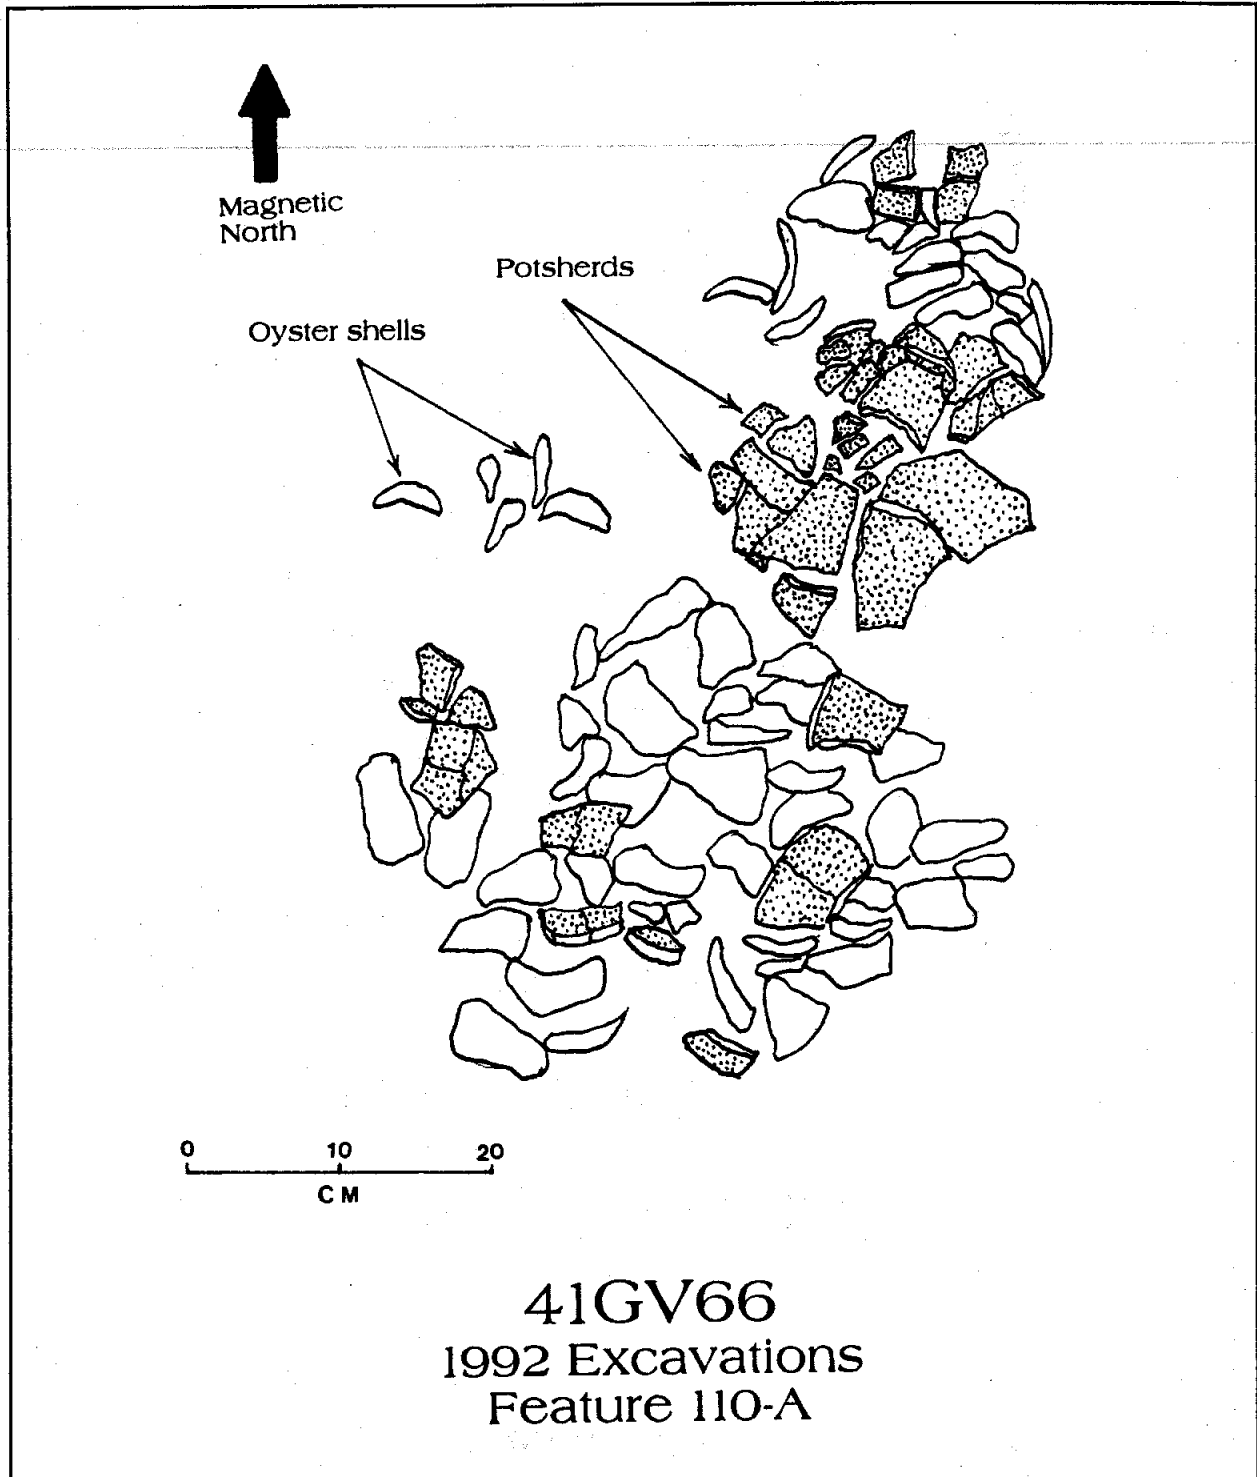 Magnetic
North
Potsherds
Oyster shells
0 10 20
CM
41GV66
1992 Excavations
Feature 110-A